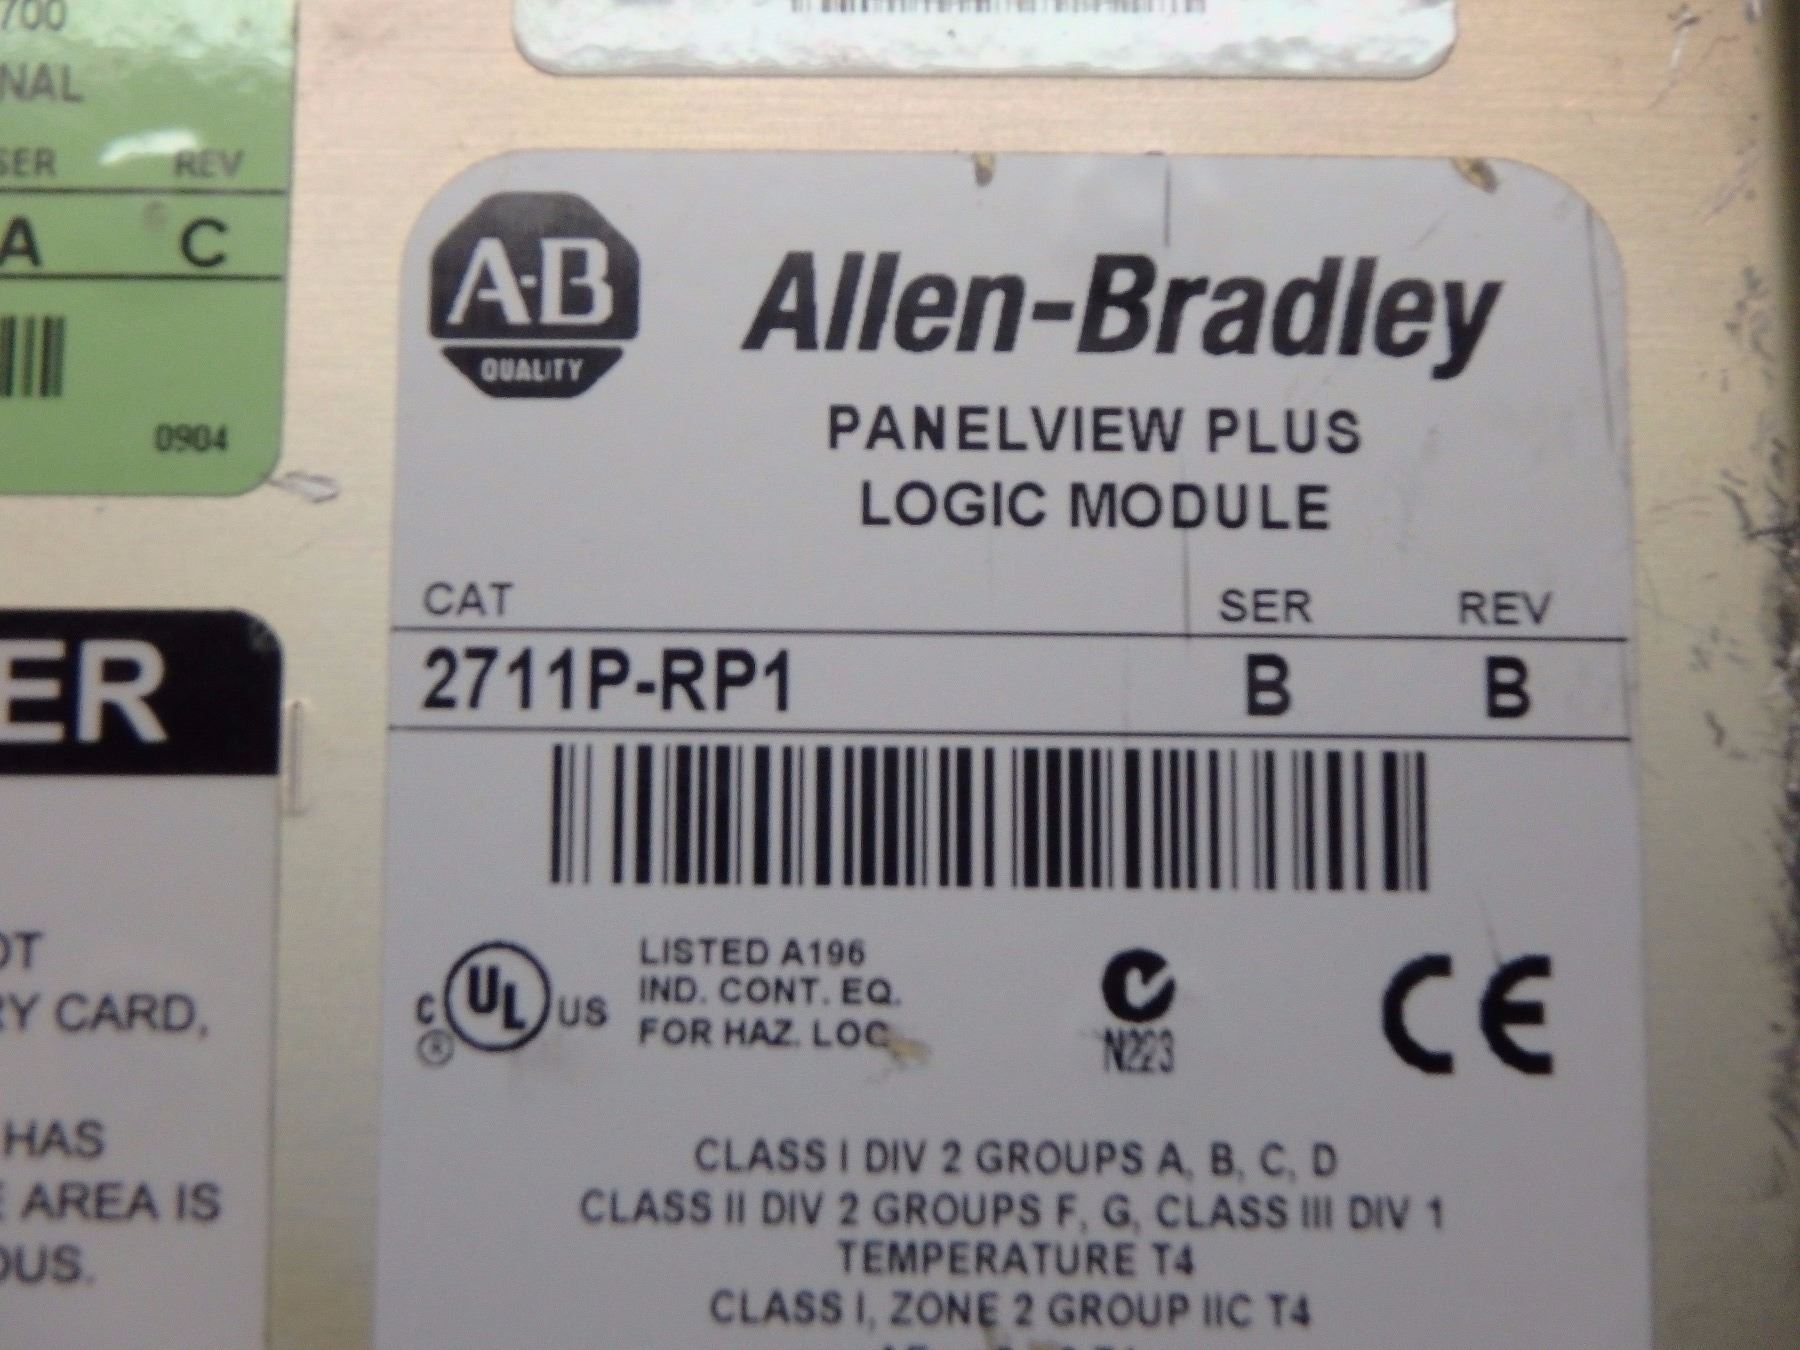 700
NAL
SER REV
A C
0904
ER
OT
RY CARD,
HAS
E AREA IS
OUS.
A-B
QUALITY
Allen-Bradley
PANELVIEW PLUS
LOGIC MODULE
CAT SER REV
2711P-RP1 B B
C UL US
®
LISTED A196
IND. CONT. EQ.
FOR HAZ. LOC.
N223
CE
CLASS I DIV 2 GROUPS A, B, C, D
CLASS II DIV 2 GROUPS F, G, CLASS III DIV 1
TEMPERATURE T4
CLASS I, ZONE 2 GROUP IIC T4